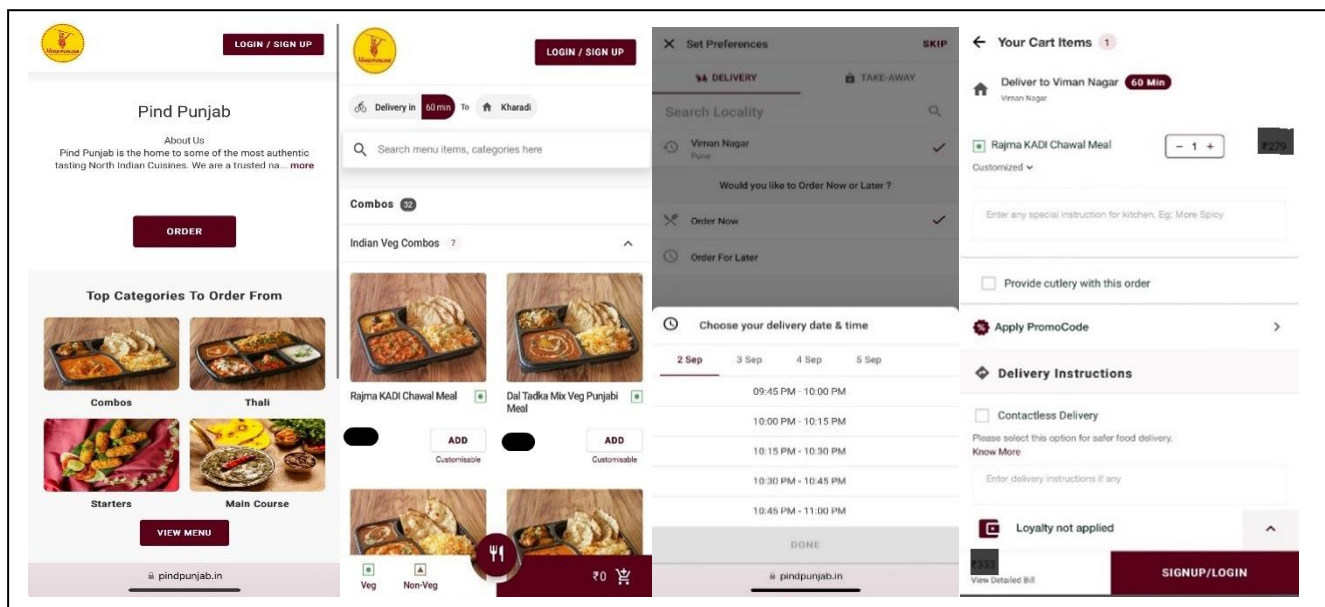 LOGIN / SIGN UP
Pind Punjab
About Us
Pind Punjab is the home to some of the most authentic
tasting North Indian Cuisines. We are a trusted na... more
ORDER
Top Categories To Order From
Combos
Thali
Starters
Main Course
VIEW MENU
pindpunjab.in
LOGIN / SIGN UP
Delivery in 60 min To Kharadi
Search menu items, categories here
Combos 32
Indian Veg Combos 7
Rajma KADI Chawal Meal
Dal Tadka Mix Veg Punjabi
Meal
ADD
ADD
Customisable
Customisable
Veg
Non-Veg
₹0
Set Preferences
SKIP
DELIVERY
TAKE-AWAY
Search Locality
Viman Nagar
Pune
Would you like to Order Now or Later ?
Order Now
Order For Later
Choose your delivery date & time
2 Sep
3 Sep
4 Sep
5 Sep
09:45 PM - 10:00 PM
10:00 PM - 10:15 PM
10:15 PM - 10:30 PM
10:30 PM - 10:45 PM
10:45 PM - 11:00 PM
DONE
pindpunjab.in
Your Cart Items 1
Deliver to Viman Nagar 60 Min
Viman Nagar
Rajma KADI Chawal Meal
- 1 +
₹279
Customized
Enter any special instruction for kitchen. Eg: More Spicy
Provide cutlery with this order
Apply PromoCode
Delivery Instructions
Contactless Delivery
Please select this option for safer food delivery.
Know More
Enter delivery instructions if any
Loyalty not applied
₹333
View Detailed Bill
SIGNUP/LOGIN